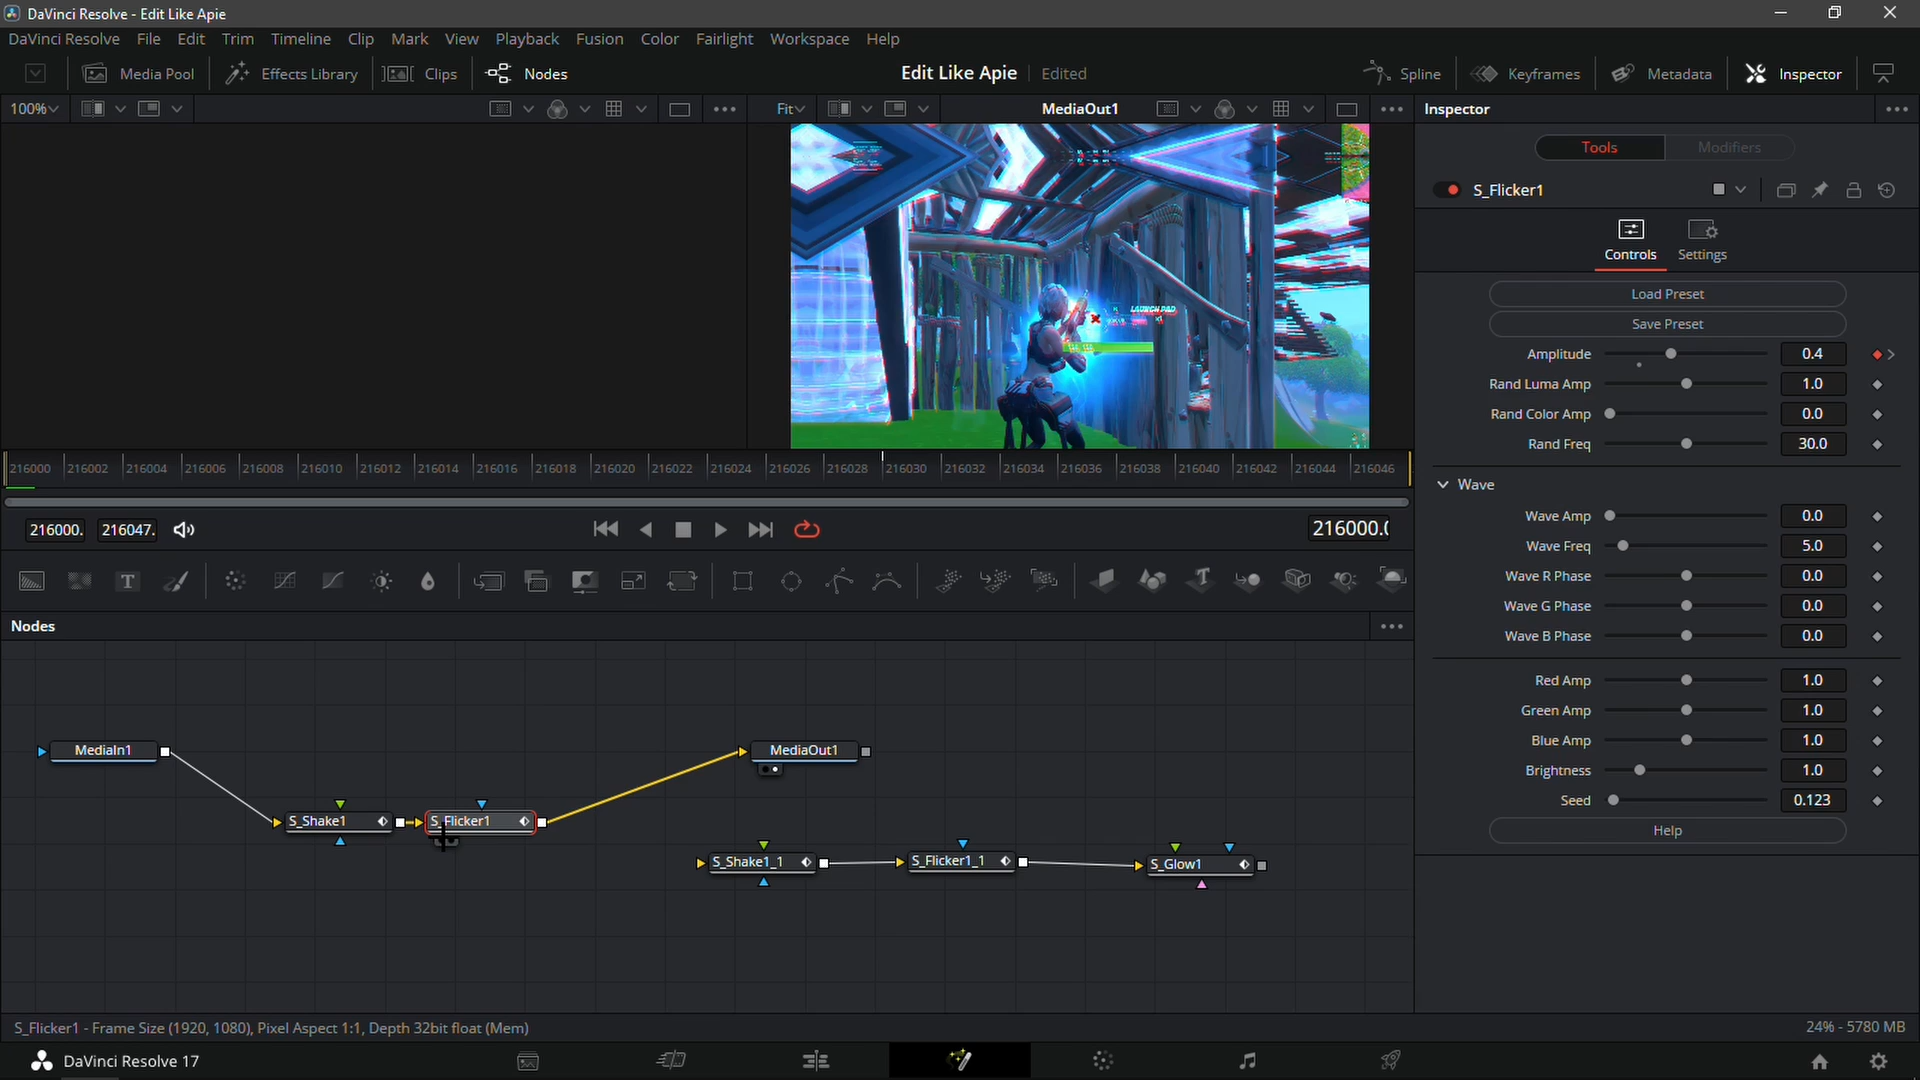 DaVinci Resolve - Edit Like Apie
DaVinci Resolve File Edit Trim Timeline Clip Mark View Playback Fusion Color Fairlight Workspace Help
Media Pool Effects Library Clips Nodes Edit Like Apie Edited Spline Keyframes Metadata Inspector
100% Fit MediaOut1 Inspector
Tools Modifiers
S_Flicker1
Controls Settings
Load Preset
Save Preset
LAUNCH PAD
Amplitude 0.4
Rand Luma Amp 1.0
Rand Color Amp 0.0
Rand Freq 30.0
216000 216002 216004 216006 216008 216010 216012 216014 216016 216018 216020 216022 216024 216026 216028 216030 216032 216034 216036 216038 216040 216042 216044 216046
Wave
Wave Amp 0.0
216000. 216047. 216000.0
Wave Freq 5.0
Wave R Phase 0.0
Wave G Phase 0.0
Wave B Phase 0.0
Nodes
Red Amp 1.0
Green Amp 1.0
Blue Amp 1.0
Brightness 1.0
Seed 0.123
Help
MediaIn1 MediaOut1
S_Shake1 S_Flicker1
S_Shake1_1 S_Flicker1_1 S_Glow1
S_Flicker1 - Frame Size (1920, 1080), Pixel Aspect 1:1, Depth 32bit float (Mem) 24% - 5780 MB
DaVinci Resolve 17